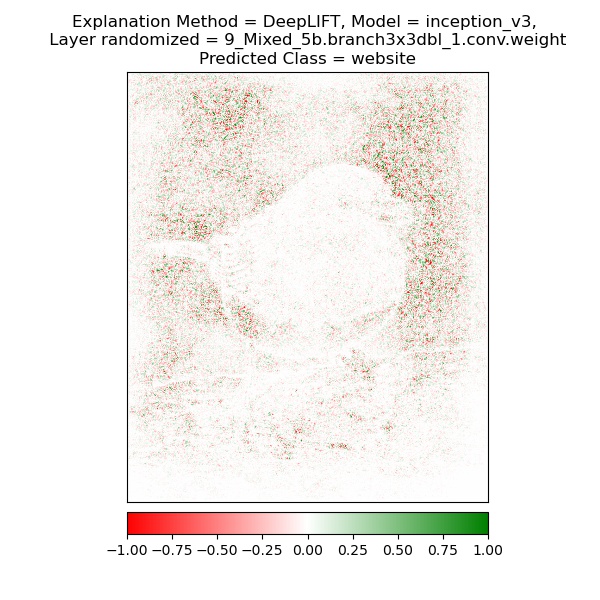 Explanation Method = DeepLIFT, Model = inception_v3,
Layer randomized = 9_Mixed_5b.branch3x3dbl_1.conv.weight
Predicted Class = website
−1.00 −0.75 −0.50 −0.25 0.00 0.25 0.50 0.75 1.00